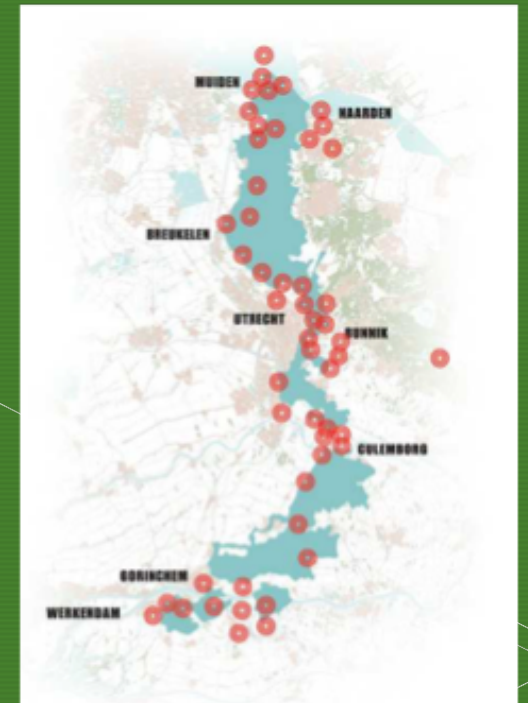 MUIDEN
NAARDEN
BREUKELEN
UTRECHT
BUNNIK
CULEMBORG
GORINCHEM
WERKENDAM